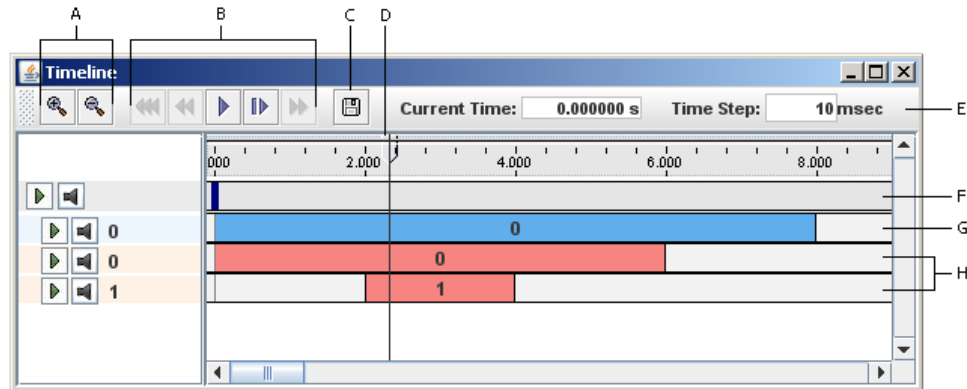 A B C D
Timeline
Current Time: 0.000000 s Time Step: 10 msec
E
000 2.000 4.000 6.000 8.000
F
0 0 G
0 0
H
1 1